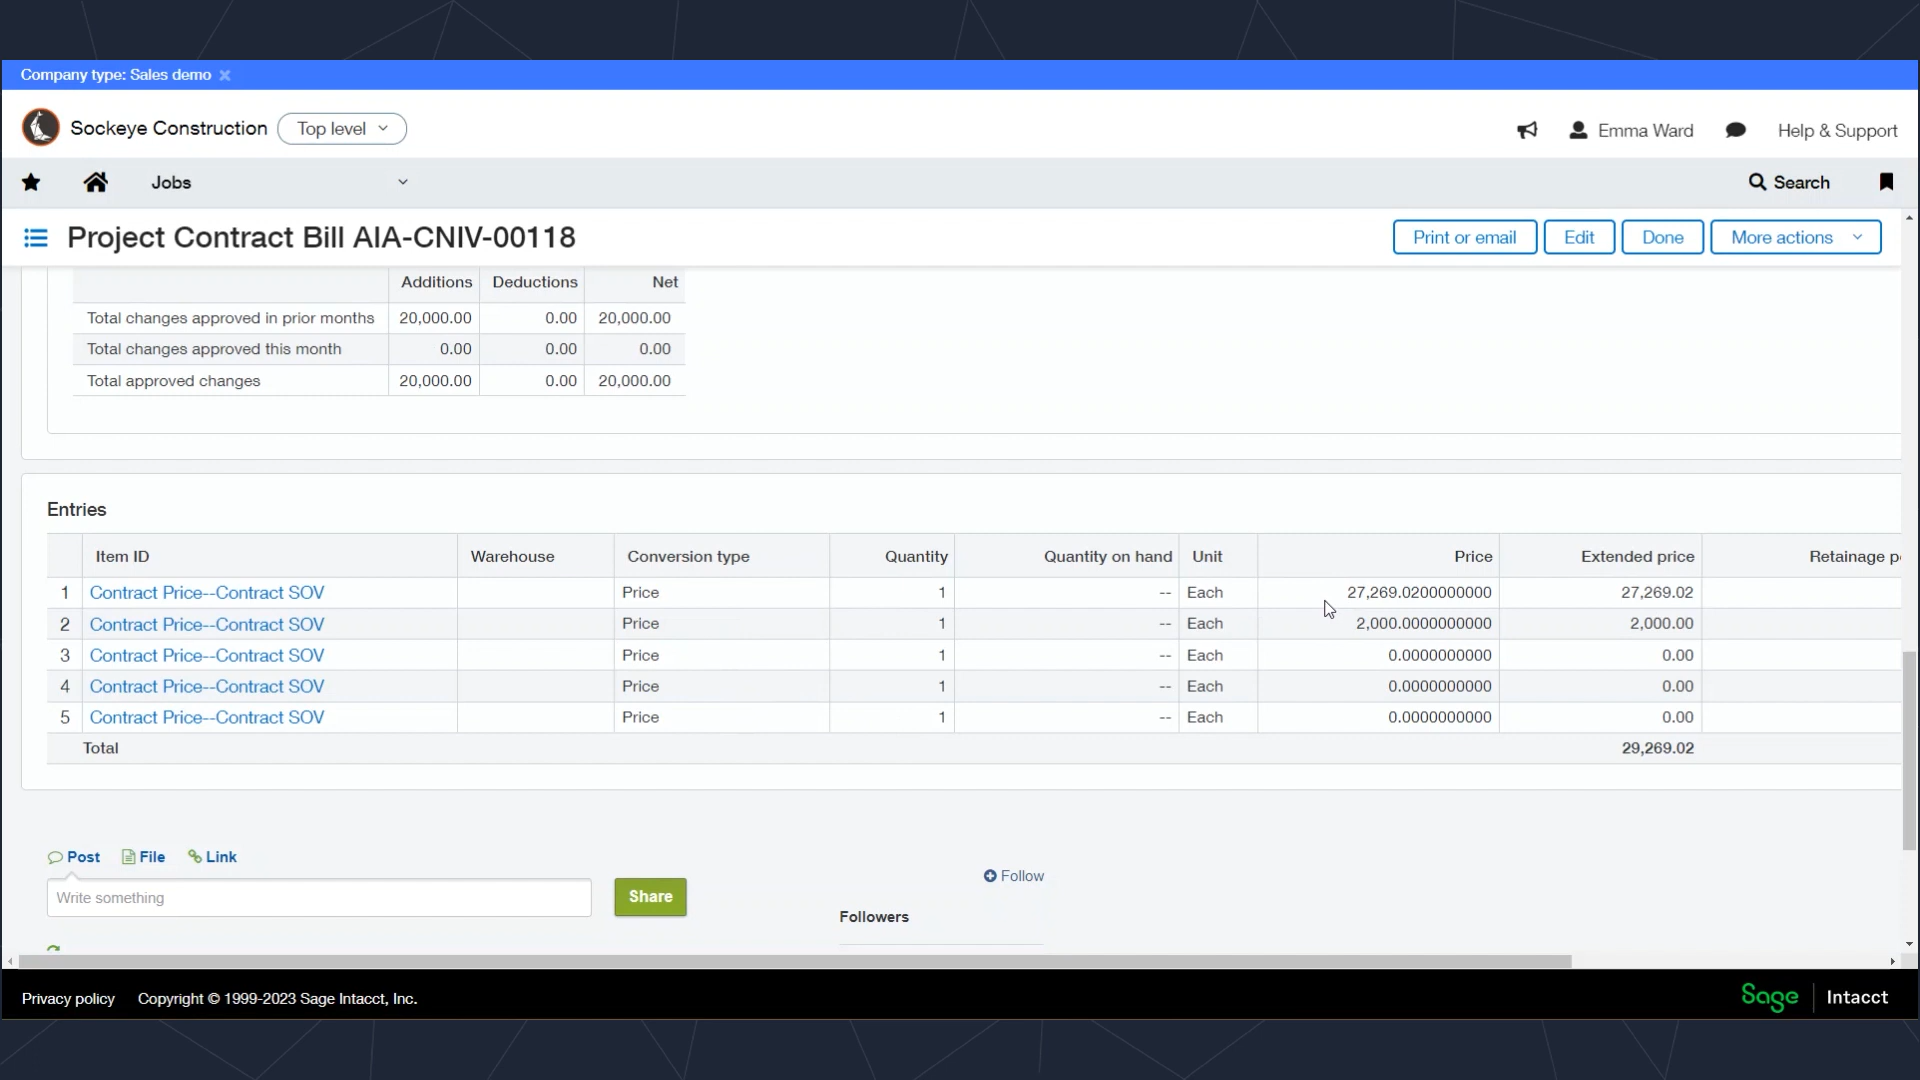 Company type: Sales demo
Sockeye Construction
Top level
Emma Ward
Help & Support
Jobs
Search
Project Contract Bill AIA-CNIV-00118
Print or email
Edit
Done
More actions
Additions Deductions Net
Total changes approved in prior months 20,000.00 0.00 20,000.00
Total changes approved this month 0.00 0.00 0.00
Total approved changes 20,000.00 0.00 20,000.00
Entries
Item ID Warehouse Conversion type Quantity Quantity on hand Unit Price Extended price Retainage
1 Contract Price--Contract SOV Price 1 -- Each 27,269.0200000000 27,269.02
2 Contract Price--Contract SOV Price 1 -- Each 2,000.0000000000 2,000.00
3 Contract Price--Contract SOV Price 1 -- Each 0.0000000000 0.00
4 Contract Price--Contract SOV Price 1 -- Each 0.0000000000 0.00
5 Contract Price--Contract SOV Price 1 -- Each 0.0000000000 0.00
Total 29,269.02
Post File Link
Follow
Write something
Share
Followers
Privacy policy Copyright © 1999-2023 Sage Intacct, Inc.
Sage Intacct